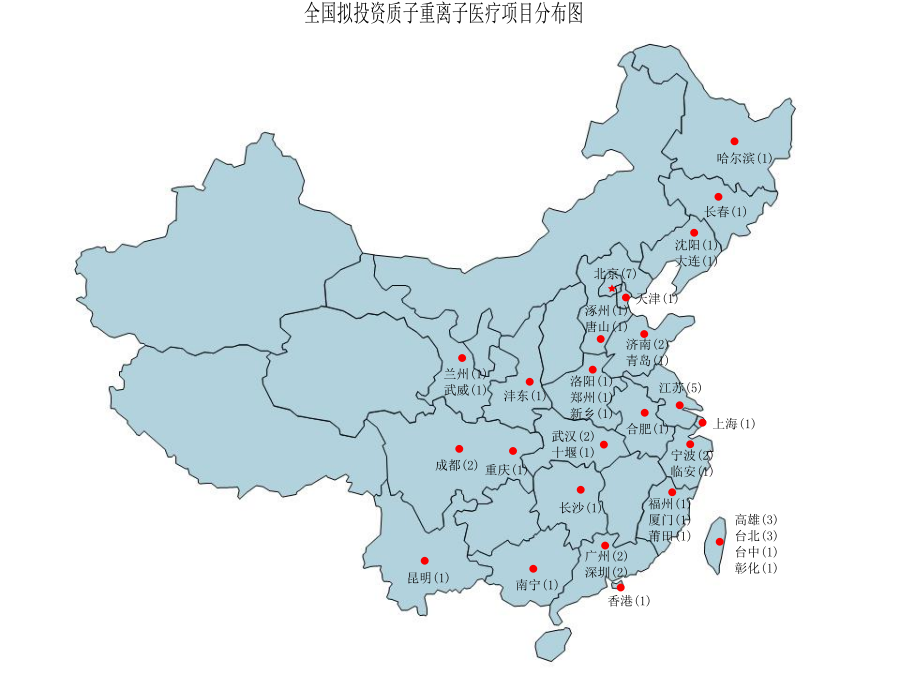 全国拟投资质子重离子医疗项目分布图
哈尔滨(1)
长春(1)
沈阳(1)
大连(1)
北京(7)
天津(1)
涿州(1)
唐山(1)
济南(2)
青岛(1)
兰州(1)
武威(1)
沣东(1)
洛阳(1)
郑州(1)
新乡(1)
江苏(5)
上海(1)
合肥(1)
武汉(2)
十堰(1)
成都(2)
重庆(1)
宁波(2)
临安(1)
长沙(1)
福州(1)
厦门(1)
莆田(1)
高雄(3)
台北(3)
台中(1)
彰化(1)
广州(2)
深圳(2)
昆明(1)
南宁(1)
香港(1)